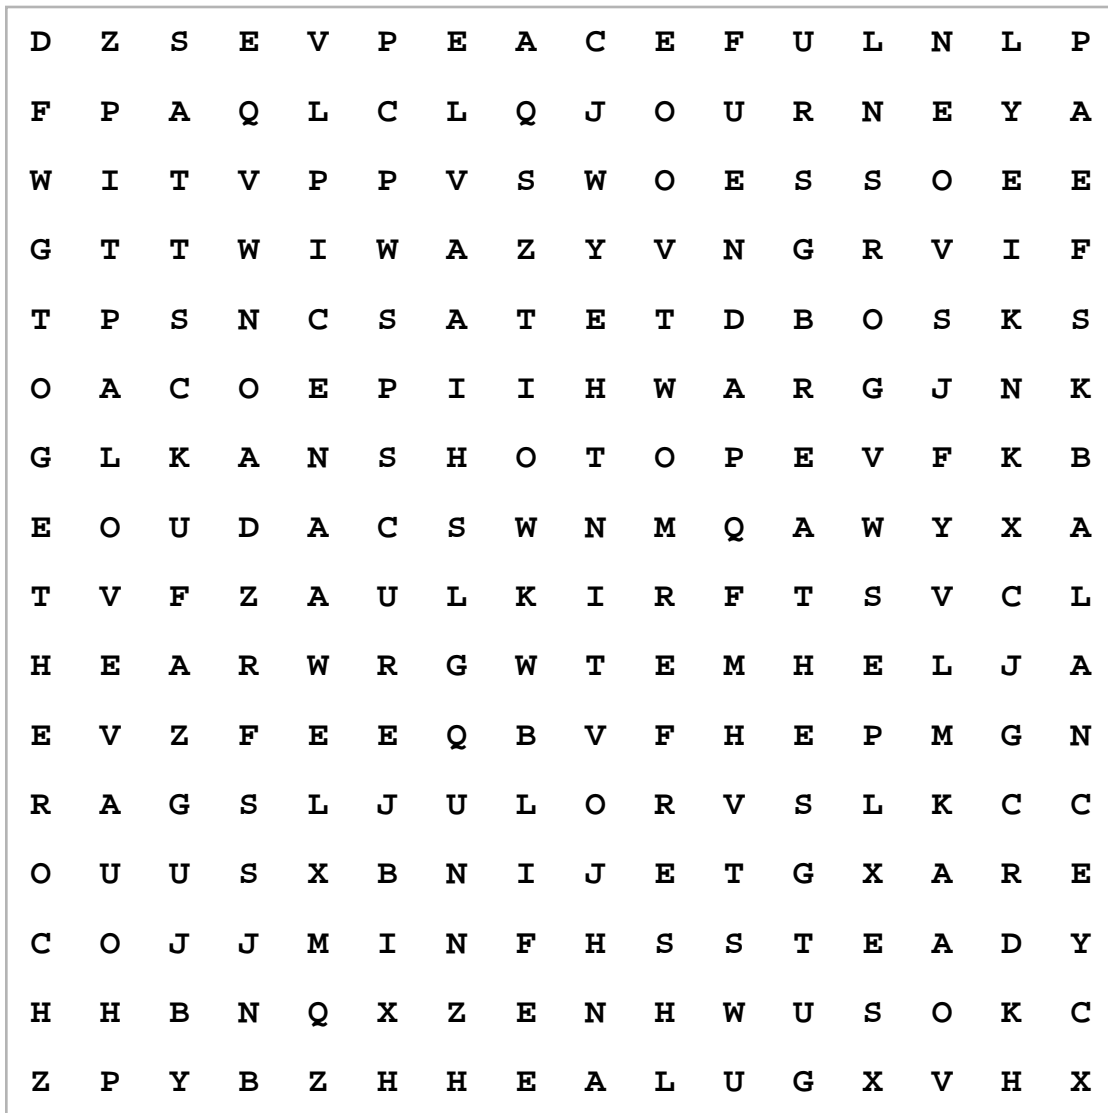 D Z S E V P E A C E F U L N L P
F P A Q L C L Q J O U R N E Y A
W I T V P P V S W O E S S O E E
G T T W I W A Z Y V N G R V I F
T P S N C S A T E T D B O S K S
O A C O E P I I H W A R G J N K
G L K A N S H O T O P E V F K B
E O U D A C S W N M Q A W Y X A
T V F Z A U L K I R F T S V C L
H E A R W R G W T E M H E L J A
E V Z F E E Q B V F H E P M G N
R A G S L J U L O R V S L K C C
O U U S X B N I J E T G X A R E
C O J J M I N F H S S T E A D Y
H H B N Q X Z E N H W U S O K C
Z P Y B Z H H E A L U G X V H X